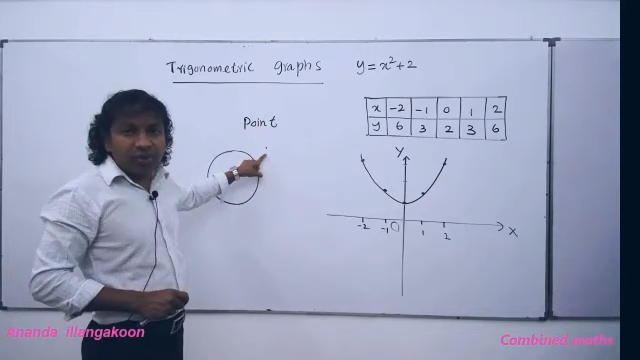 Trigonometric graphs y = x² + 2
Point
x -2 -1 0 1 2
y 6 3 2 3 6
Y
-2 -1 O 1 2 X
Ananda illangakoon
Combined maths